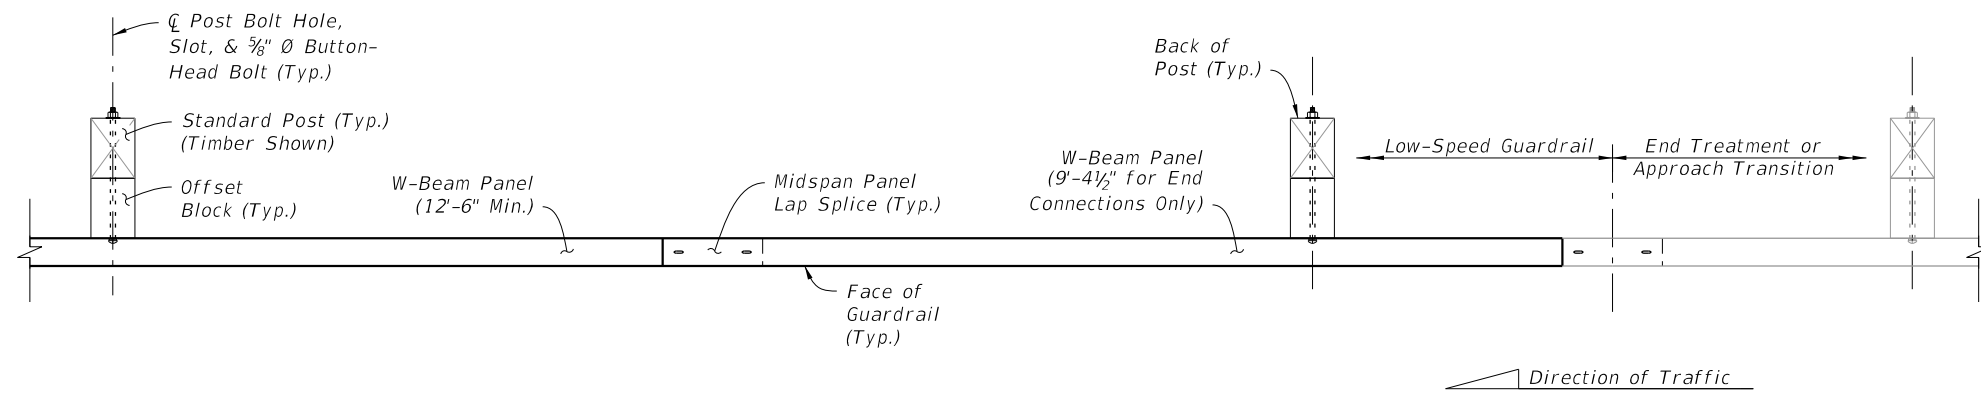 ℄ Post Bolt Hole,
Slot, & ⅝" Ø Button-
Head Bolt (Typ.)
Standard Post (Typ.)
(Timber Shown)
Offset
Block (Typ.)
W-Beam Panel
(12'-6" Min.)
Midspan Panel
Lap Splice (Typ.)
Face of
Guardrail
(Typ.)
W-Beam Panel
(9'-4½" for End
Connections Only)
Back of
Post (Typ.)
Low-Speed Guardrail
End Treatment or
Approach Transition
Direction of Traffic